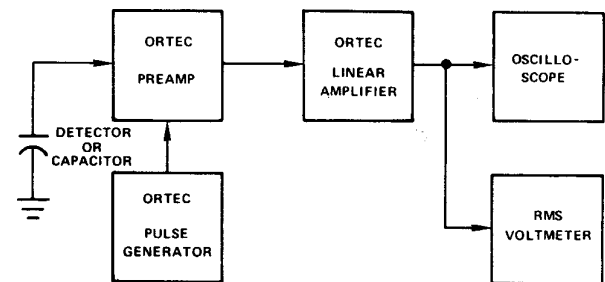 ORTEC
PREAMP
ORTEC
LINEAR
AMPLIFIER
OSCILLO-
SCOPE
DETECTOR
OR
CAPACITOR
ORTEC
PULSE
GENERATOR
RMS
VOLTMETER